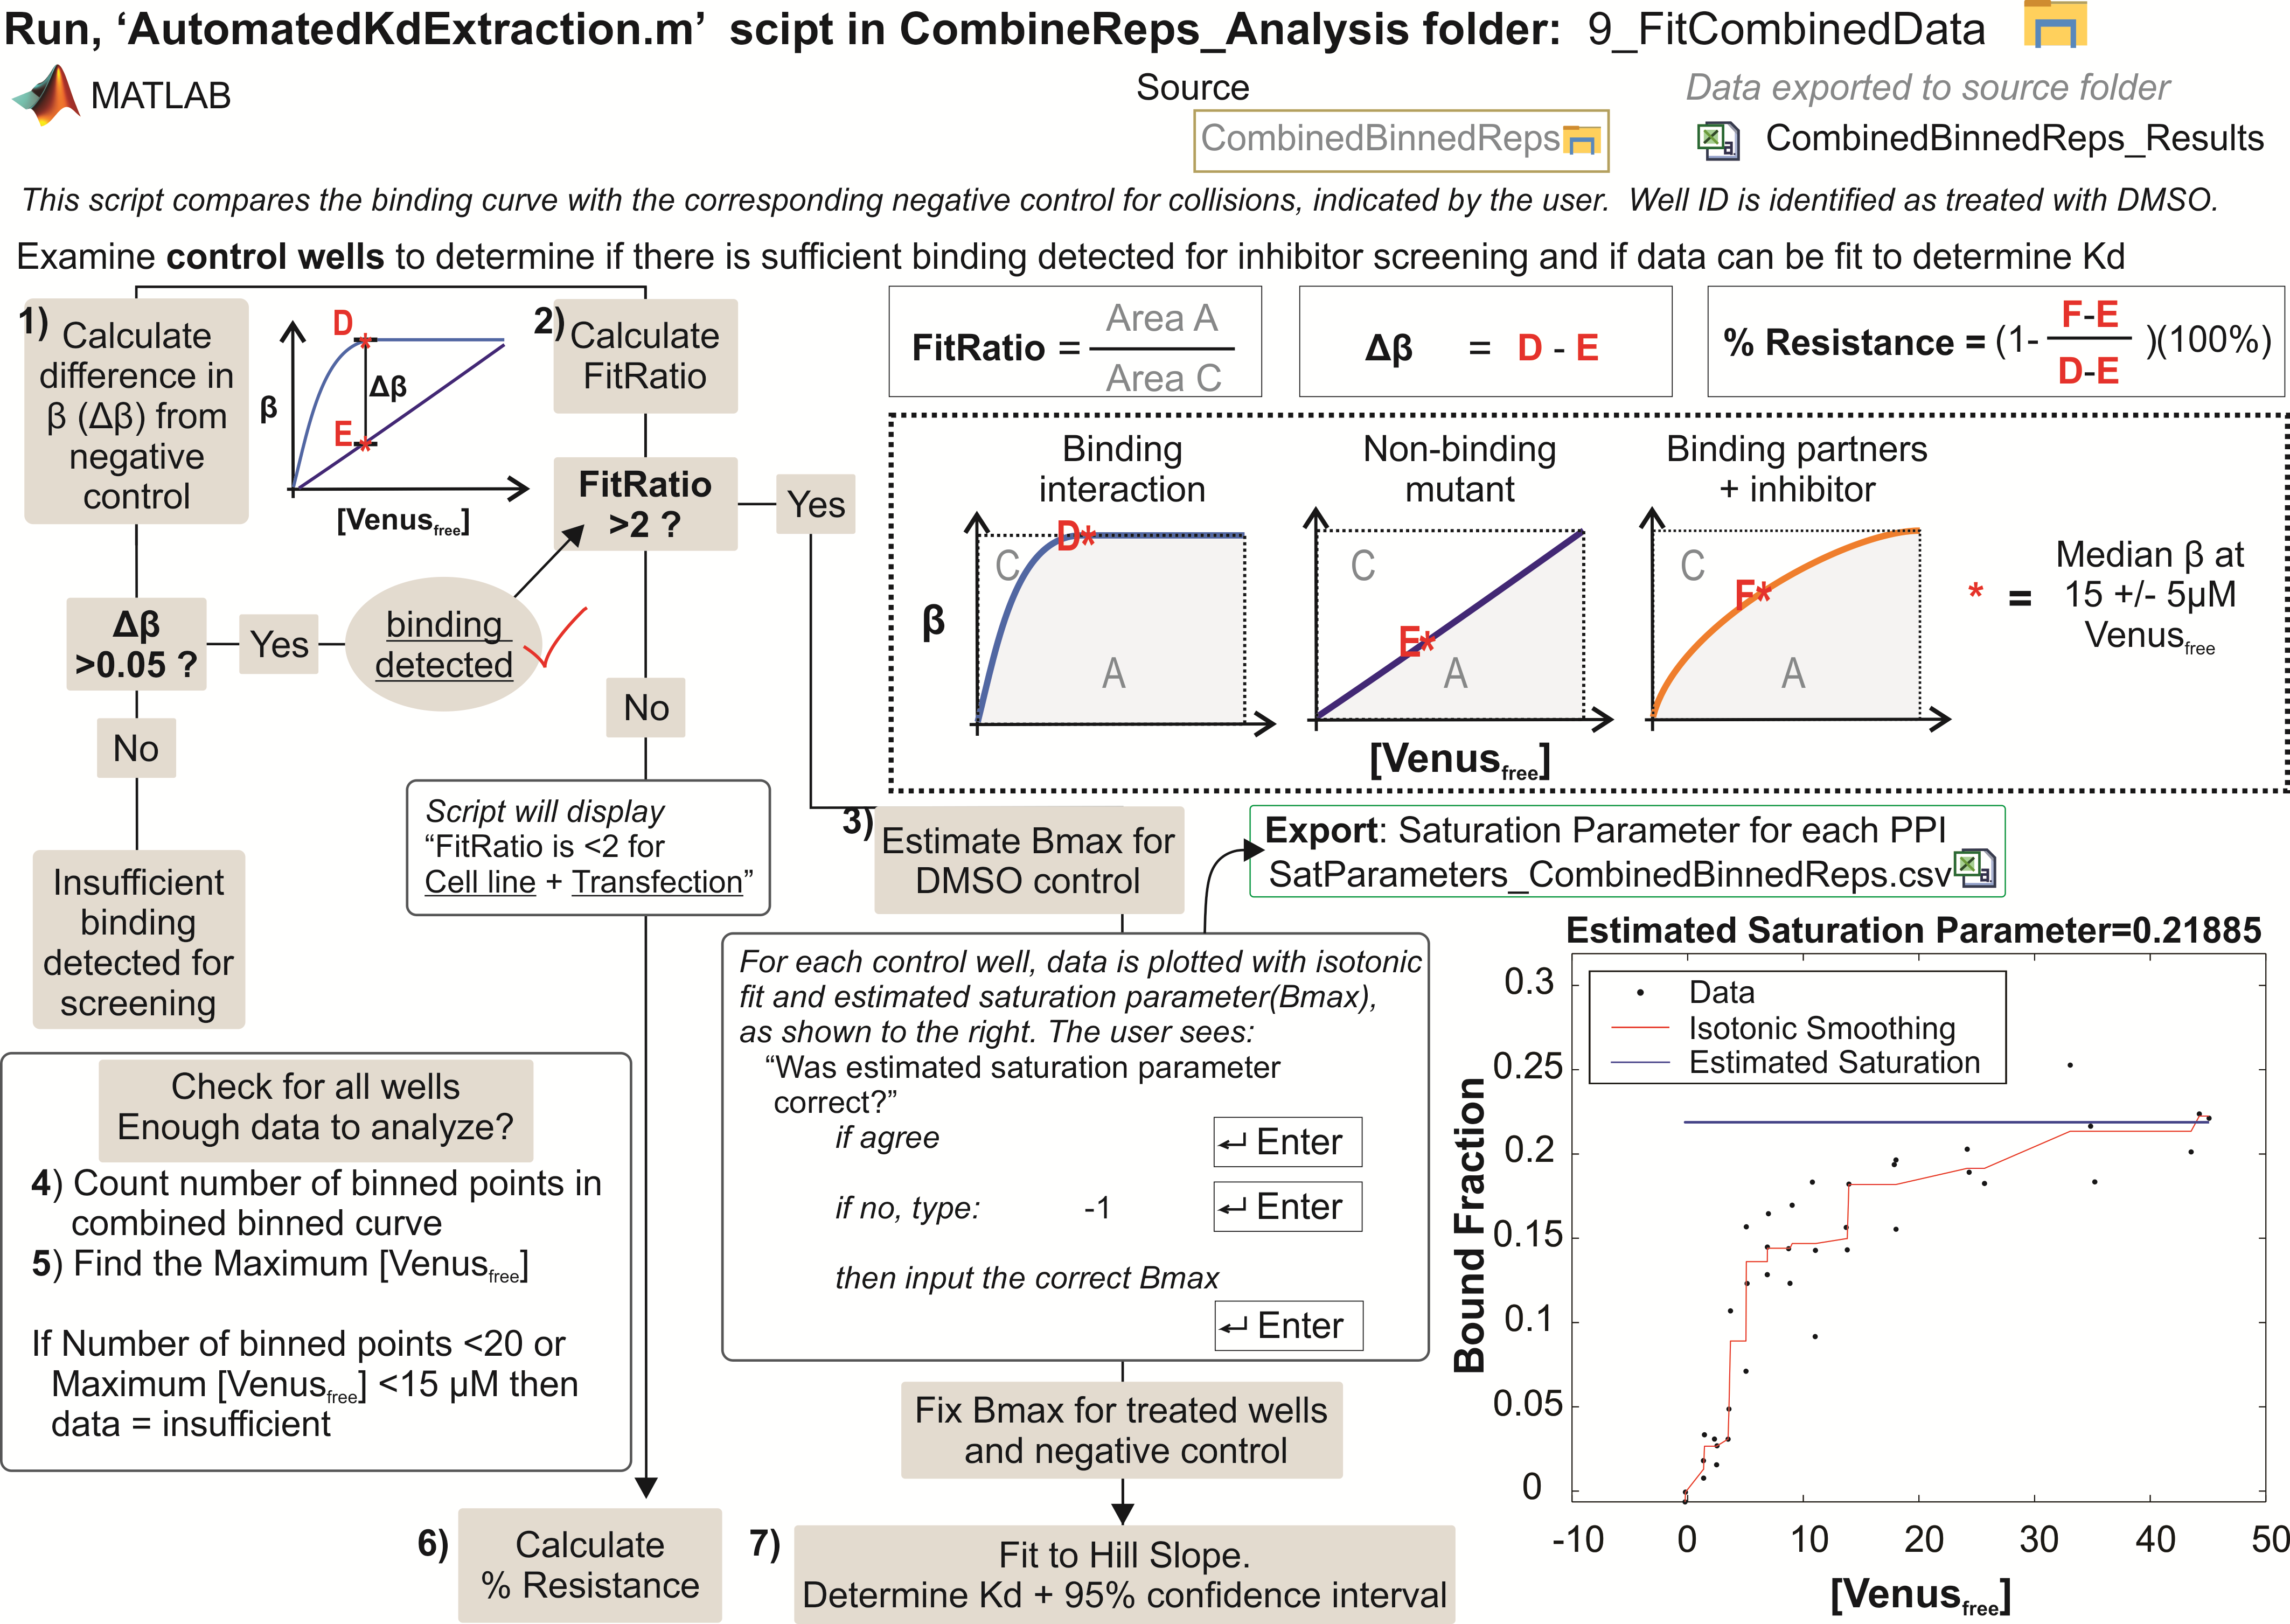 Run, ‘AutomatedKdExtraction.m’ scipt in CombineReps_Analysis folder: 9_FitCombinedData
MATLAB
Source
CombinedBinnedReps
Data exported to source folder
CombinedBinnedReps_Results
This script compares the binding curve with the corresponding negative control for collisions, indicated by the user. Well ID is identified as treated with DMSO.
Examine control wells to determine if there is sufficient binding detected for inhibitor screening and if data can be fit to determine Kd
1) Calculate
difference in
β (Δβ) from
negative
control
D
Δβ
E
β
[Venusfree]
2) Calculate
FitRatio
FitRatio
>2 ?
Yes
Δβ
>0.05 ?
Yes
binding
detected
No
Insufficient
binding
detected for
screening
No
Script will display
“FitRatio is <2 for
Cell line + Transfection”
FitRatio = Area A
Area C
Δβ = D - E
% Resistance = (1- F-E
D-E )(100%)
Binding
interaction
Non-binding
mutant
Binding partners
+ inhibitor
β
C
D*
A
C
E*
A
C
F*
A
* = Median β at
15 +/- 5µM
Venusfree
[Venusfree]
3) Estimate Bmax for
DMSO control
Export: Saturation Parameter for each PPI
SatParameters_CombinedBinnedReps.csv
For each control well, data is plotted with isotonic
fit and estimated saturation parameter(Bmax),
as shown to the right. The user sees:
“Was estimated saturation parameter
correct?”
if agree
Enter
if no, type: -1
Enter
then input the correct Bmax
Enter
Fix Bmax for treated wells
and negative control
7) Fit to Hill Slope.
Determine Kd + 95% confidence interval
Check for all wells
Enough data to analyze?
4) Count number of binned points in
combined binned curve
5) Find the Maximum [Venusfree]
If Number of binned points <20 or
Maximum [Venusfree] <15 µM then
data = insufficient
6) Calculate
% Resistance
Estimated Saturation Parameter=0.21885
Data
Isotonic Smoothing
Estimated Saturation
Bound Fraction
0.3
0.25
0.2
0.15
0.1
0.05
0
-10 0 10 20 30 40 50
[Venusfree]